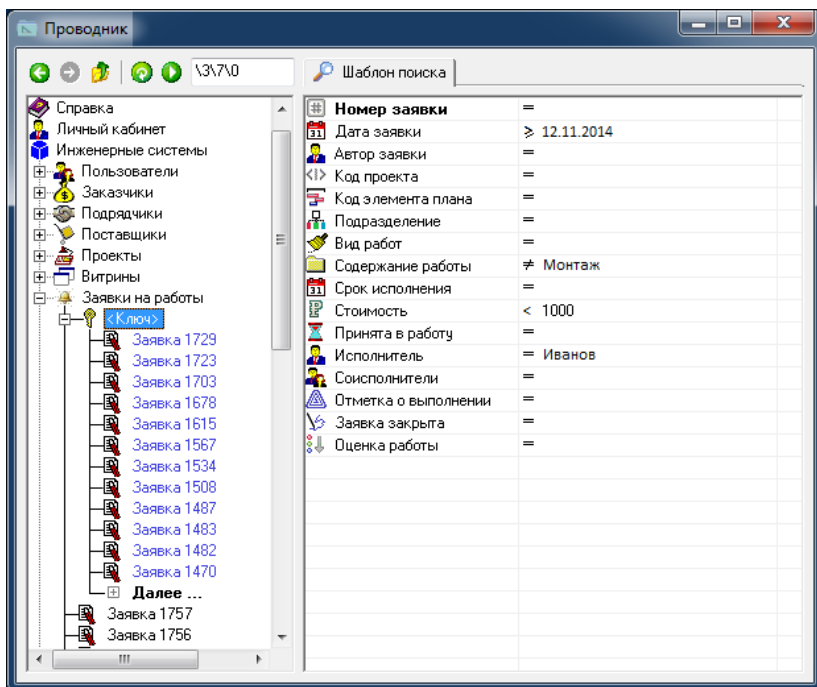 Проводник
\3\7\0
Шаблон поиска
Справка
Личный кабинет
Инженерные системы
Пользователи
Заказчики
Подрядчики
Поставщики
Проекты
Витрины
Заявки на работы
<Ключ>
Заявка 1729
Заявка 1723
Заявка 1703
Заявка 1678
Заявка 1615
Заявка 1567
Заявка 1534
Заявка 1508
Заявка 1487
Заявка 1483
Заявка 1482
Заявка 1470
Далее ...
Заявка 1757
Заявка 1756
Номер заявки =
Дата заявки ⩾ 12.11.2014
Автор заявки =
Код проекта =
Код элемента плана =
Подразделение =
Вид работ =
Содержание работы ≠ Монтаж
Срок исполнения =
Стоимость < 1000
Принята в работу =
Исполнитель = Иванов
Соисполнители =
Отметка о выполнении =
Заявка закрыта =
Оценка работы =